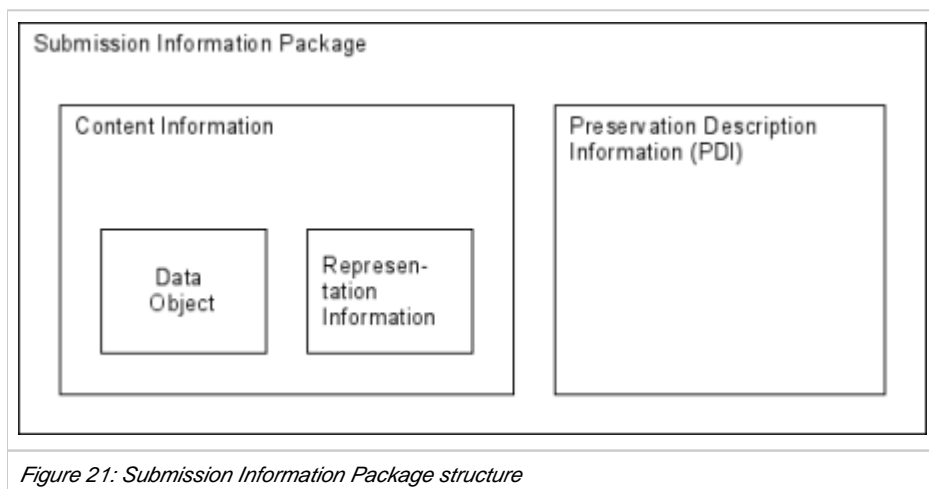 Submission Information Package
Content Information
Data
Object
Represen-
tation
Information
Preservation Description
Information (PDI)
Figure 21: Submission Information Package structure